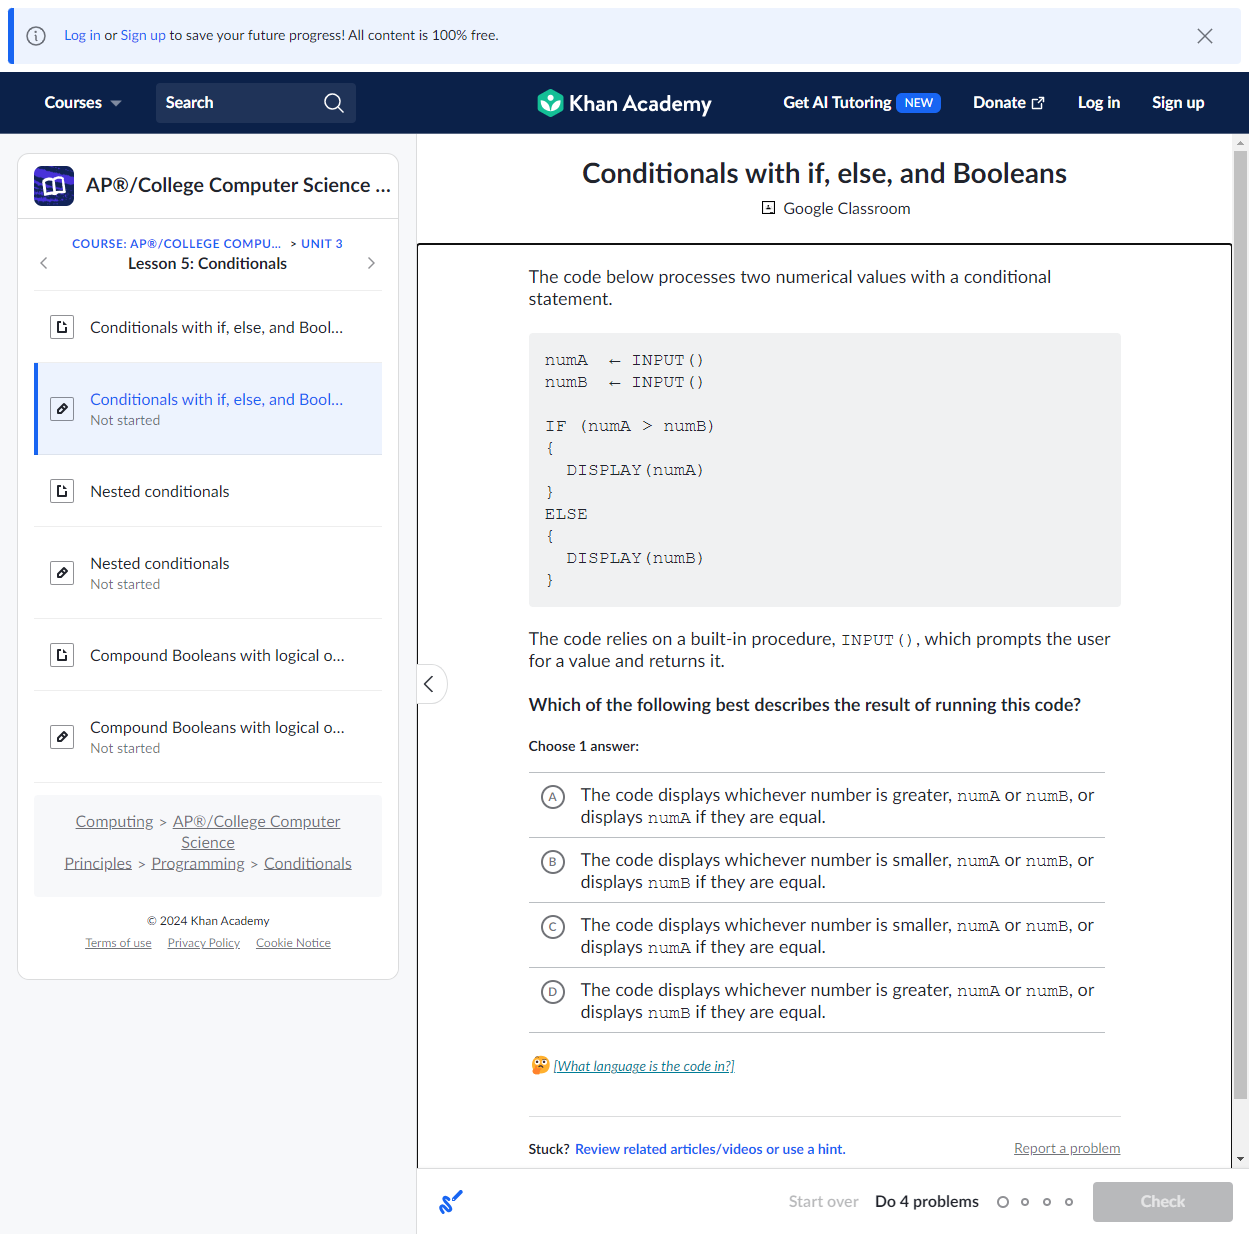 Log in or Sign up to save your future progress! All content is 100% free.
Courses
Search
Khan Academy
Get AI Tutoring NEW
Donate
Log in
Sign up
AP®/College Computer Science ...
COURSE: AP®/COLLEGE COMPU... > UNIT 3
Lesson 5: Conditionals
Conditionals with if, else, and Bool...
Conditionals with if, else, and Bool...
Not started
Nested conditionals
Nested conditionals
Not started
Compound Booleans with logical o...
Compound Booleans with logical o...
Not started
Computing > AP®/College Computer
Science
Principles > Programming > Conditionals
© 2024 Khan Academy
Terms of use Privacy Policy Cookie Notice
Conditionals with if, else, and Booleans
Google Classroom
The code below processes two numerical values with a conditional
statement.
numA ← INPUT()
numB ← INPUT()
IF (numA > numB)
{
DISPLAY(numA)
}
ELSE
{
DISPLAY(numB)
}
The code relies on a built-in procedure, INPUT(), which prompts the user
for a value and returns it.
Which of the following best describes the result of running this code?
Choose 1 answer:
A The code displays whichever number is greater, numA or numB, or
displays numA if they are equal.
B The code displays whichever number is smaller, numA or numB, or
displays numB if they are equal.
C The code displays whichever number is smaller, numA or numB, or
displays numA if they are equal.
D The code displays whichever number is greater, numA or numB, or
displays numB if they are equal.
[What language is the code in?]
Stuck? Review related articles/videos or use a hint.
Report a problem
Start over
Do 4 problems
Check